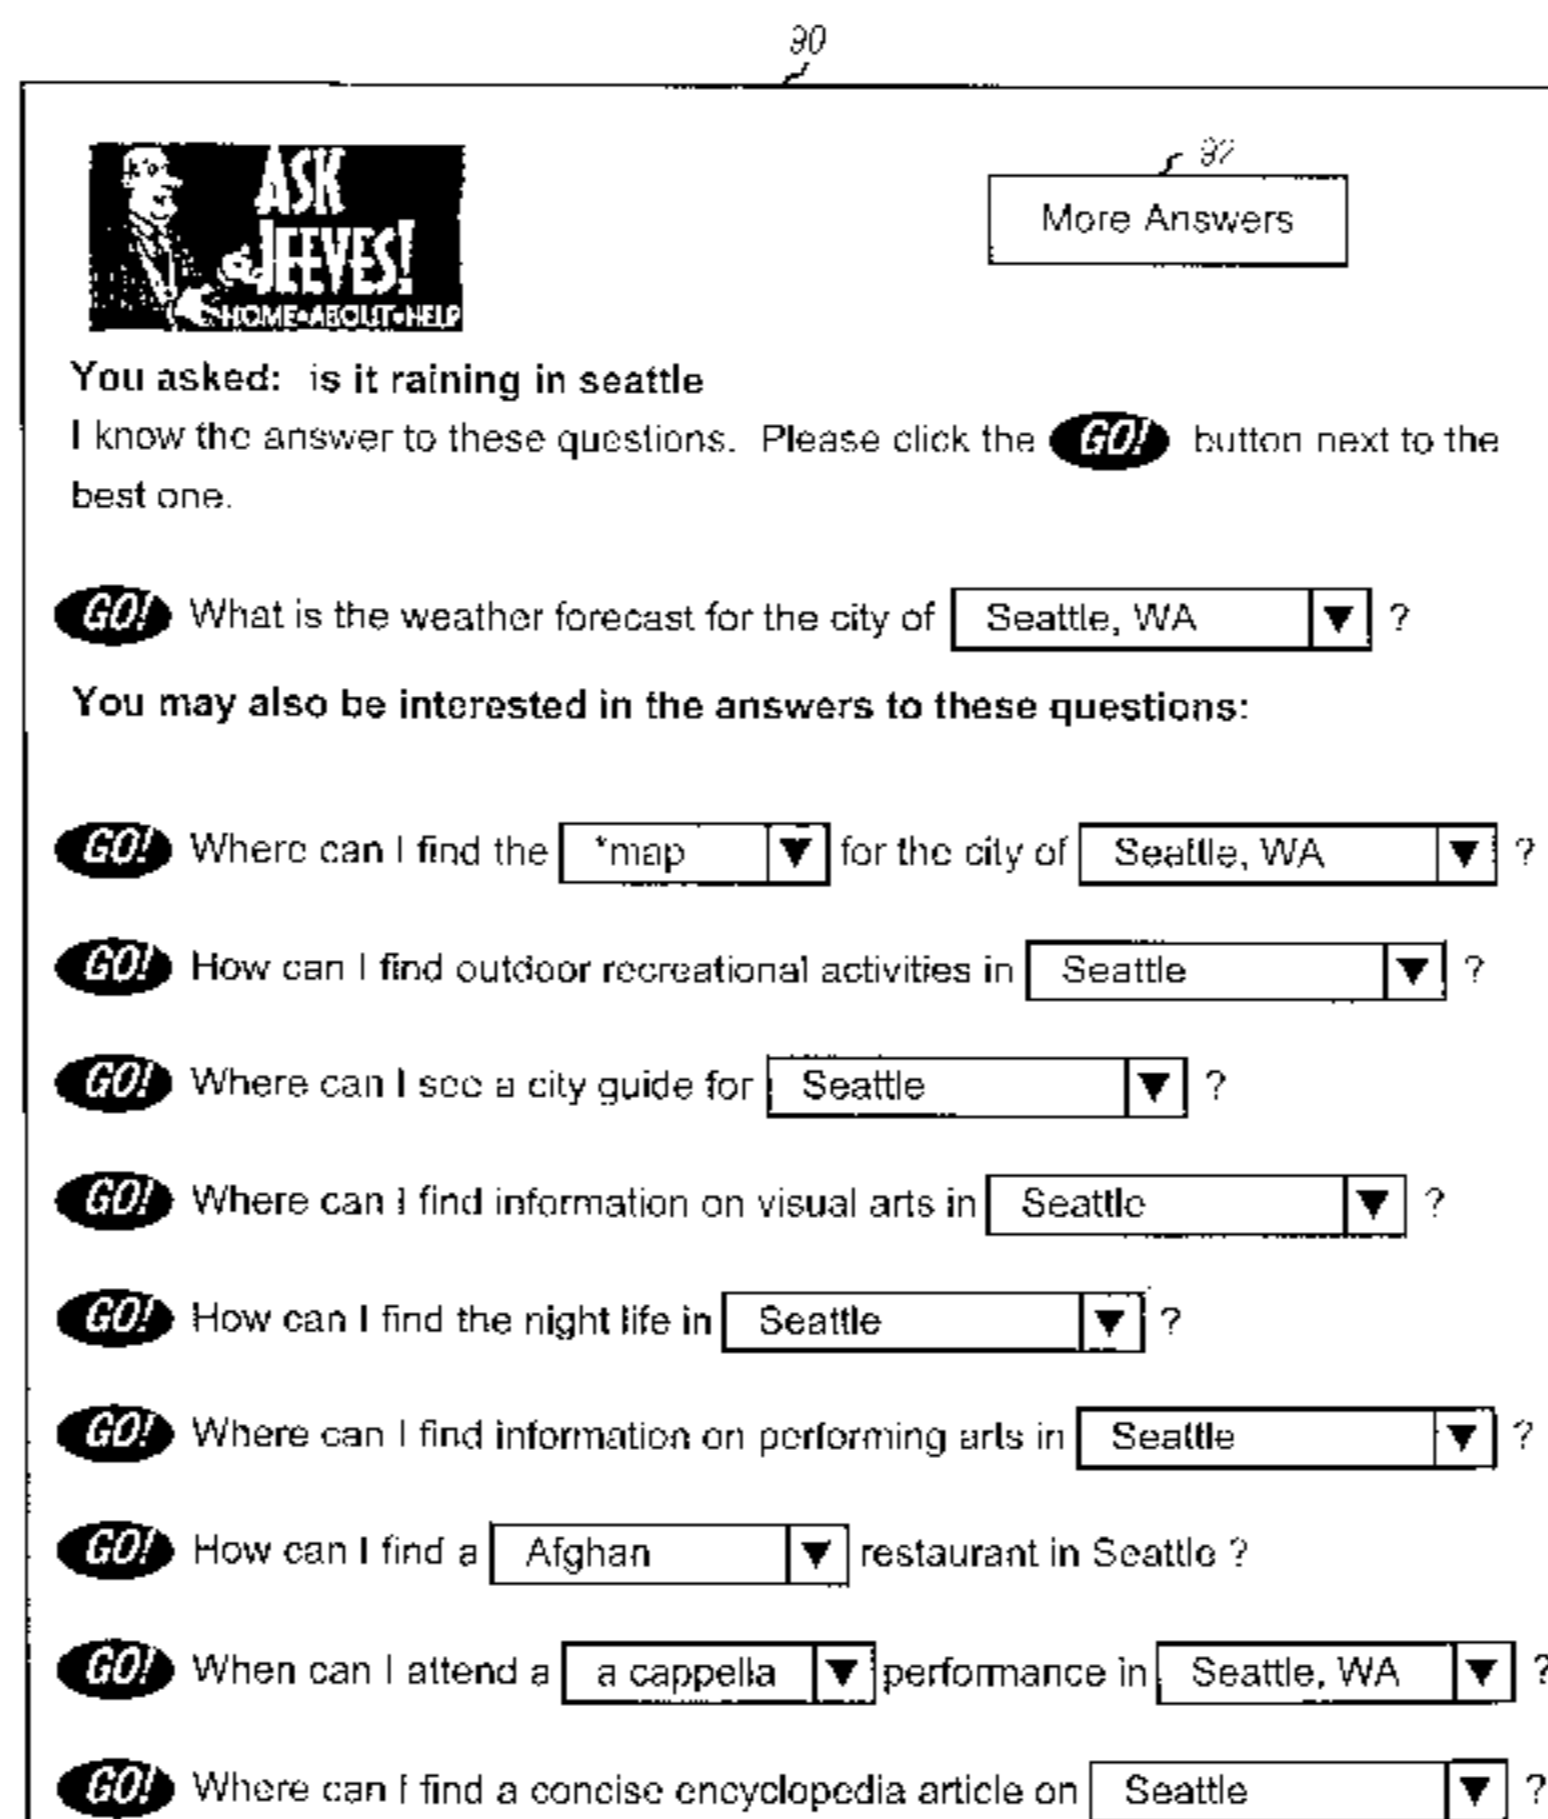 90
92
ASK
JEEVES!
HOME•ABOUT•HELP
More Answers
You asked: is it raining in seattle
I know the answer to these questions. Please click the GO! button next to the
best one.
GO! What is the weather forecast for the city of Seattle, WA ▼ ?
You may also be interested in the answers to these questions:
GO! Where can I find the *map ▼ for the city of Seattle, WA ▼ ?
GO! How can I find outdoor recreational activities in Seattle ▼ ?
GO! Where can I see a city guide for Seattle ▼ ?
GO! Where can I find information on visual arts in Seattle ▼ ?
GO! How can I find the night life in Seattle ▼ ?
GO! Where can I find information on performing arts in Seattle ▼ ?
GO! How can I find a Afghan ▼ restaurant in Seattle ?
GO! When can I attend a a cappella ▼ performance in Seattle, WA ▼ ?
GO! Where can I find a concise encyclopedia article on Seattle ▼ ?